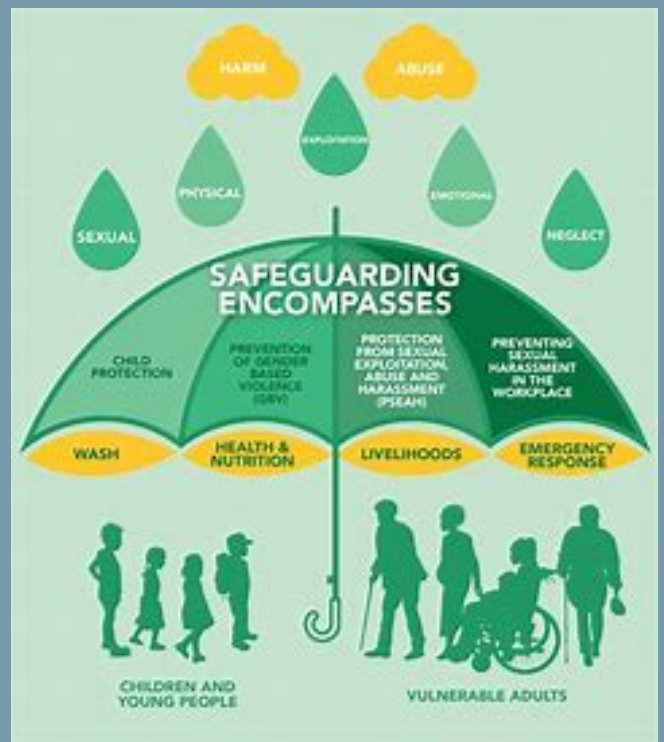 HARM
ABUSE
EXPLOITATION
PHYSICAL
EMOTIONAL
SEXUAL
NEGLECT
SAFEGUARDING
ENCOMPASSES
CHILD
PROTECTION
PREVENTION
OF GENDER
BASED
VIOLENCE
(GBV)
PROTECTION
FROM SEXUAL
EXPLOITATION,
ABUSE AND
HARASSMENT
(PSEAH)
PREVENTING
SEXUAL
HARASSMENT
IN THE
WORKPLACE
WASH
HEALTH &
NUTRITION
LIVELIHOODS
EMERGENCY
RESPONSE
CHILDREN AND
YOUNG PEOPLE
VULNERABLE ADULTS